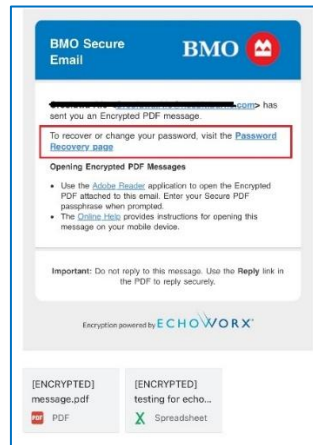 BMO Secure
Email
BMO
com> has
sent you an Encrypted PDF message.
To recover or change your password, visit the Password
Recovery page
Opening Encrypted PDF Messages
• Use the Adobe Reader application to open the Encrypted
PDF attached to this email. Enter your Secure PDF
passphrase when prompted.
• The Online Help provides instructions for opening this
message on your mobile device.
Important: Do not reply to this message. Use the Reply link in
the PDF to reply securely.
Encryption powered by ECHOWORX
[ENCRYPTED]
message.pdf
PDF
[ENCRYPTED]
testing for echo...
X Spreadsheet